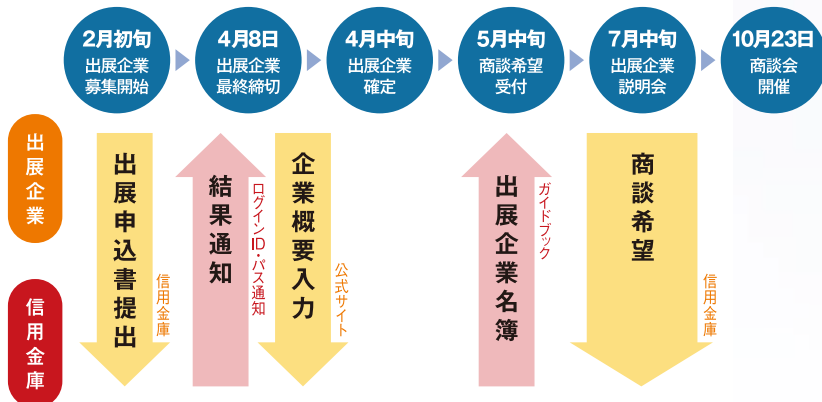 2月初旬
出展企業
募集開始
4月8日
出展企業
最終締切
4月中旬
出展企業
確定
5月中旬
商談希望
受付
7月中旬
出展企業
説明会
10月23日
商談会
開催
出展企業
信用金庫
出展申込書提出
信用金庫
結果通知
ログインID・パス通知
企業概要入力
公式サイト
出展企業名簿
ガイドブック
商談希望
信用金庫